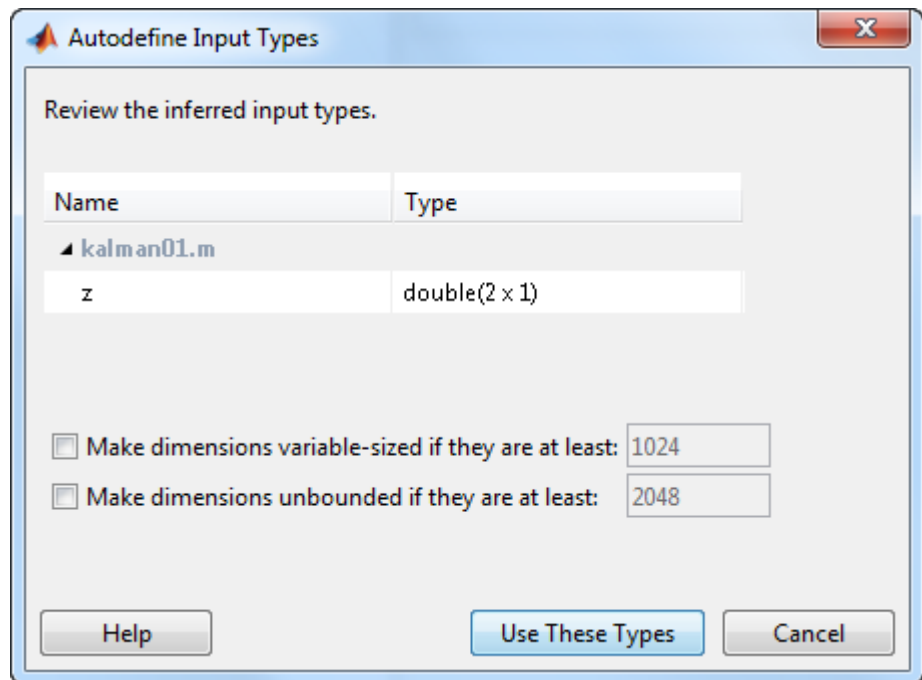 Autodefine Input Types
Review the inferred input types.
Name Type
kalman01.m
z double(2 x 1)
Make dimensions variable-sized if they are at least: 1024
Make dimensions unbounded if they are at least: 2048
Help Use These Types Cancel